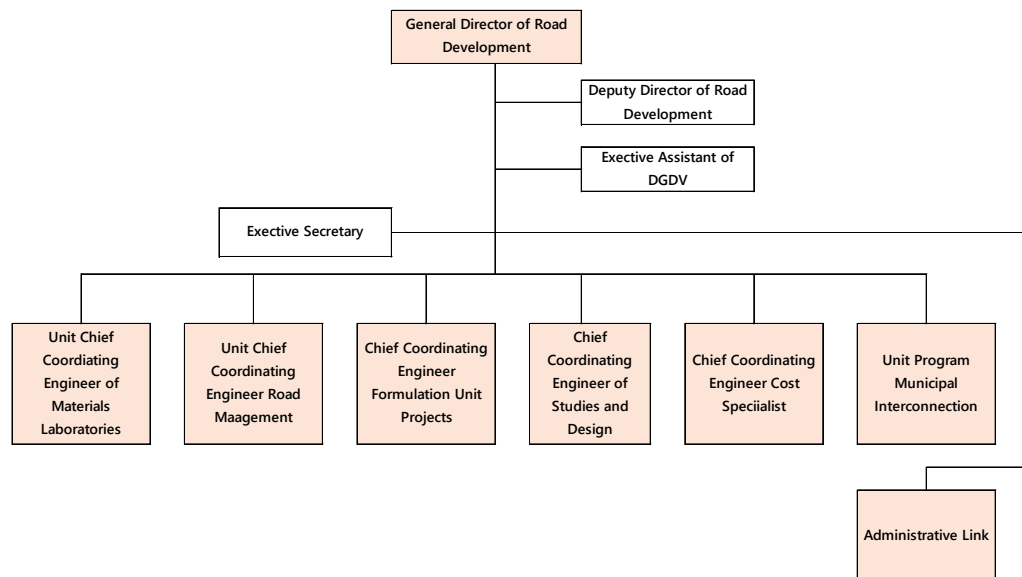 General Director of Road
Development
Deputy Director of Road
Development
Exective Assistant of
DGDV
Exective Secretary
Unit Chief
Coordiating
Engineer of
Materials
Laboratories
Unit Chief
Coordinating
Engineer Road
Maagement
Chief Coordinating
Engineer
Formulation Unit
Projects
Chief
Coordinating
Engineer of
Studies and
Design
Chief Coordinating
Engineer Cost
Speciialist
Unit Program
Municipal
Interconnection
Administrative Link